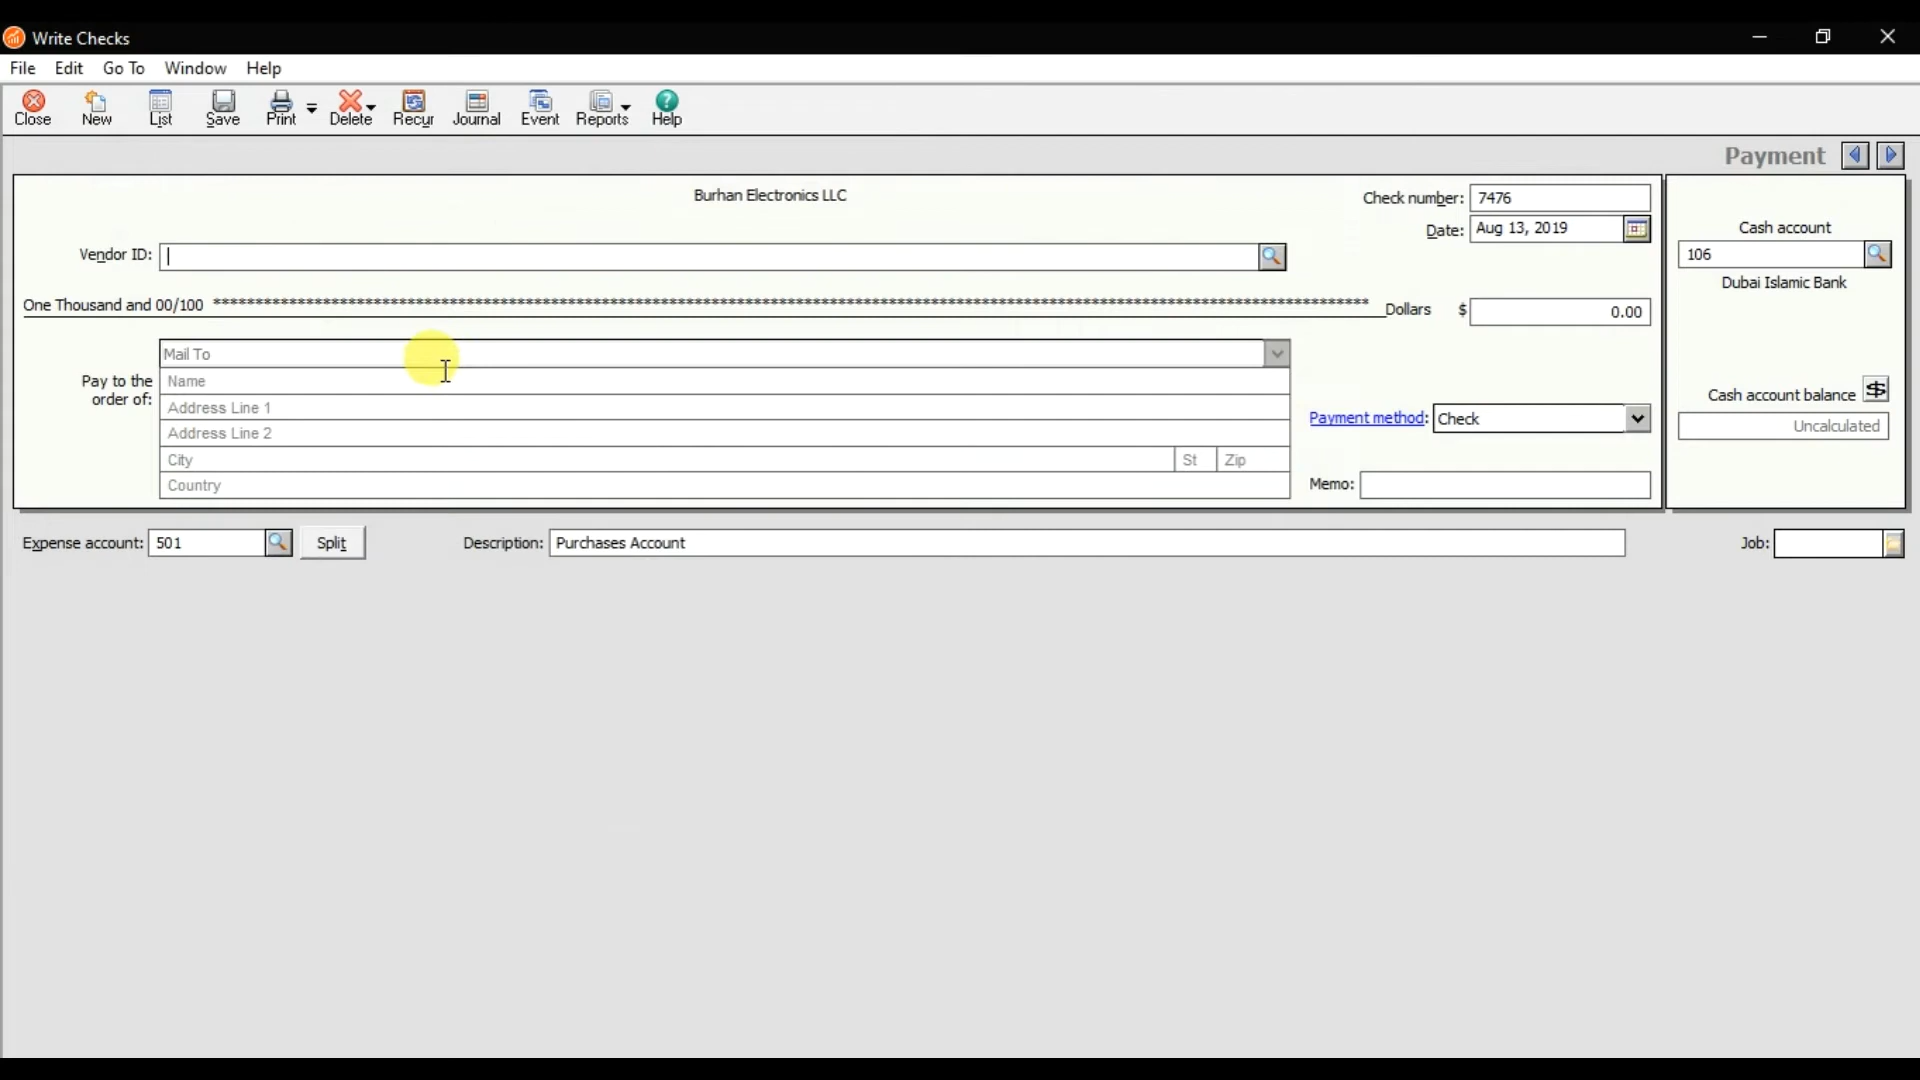 Write Checks
File Edit Go To Window Help
Close New List Save Print Delete Recur Journal Event Reports Help
Payment
Burhan Electronics LLC
Check number: 7476
Date: Aug 13, 2019
Vendor ID:
One Thousand and 00/100 ****************************************************************************************************************************************************************** Dollars $ 0.00
Mail To
Pay to the order of:
Name
Address Line 1
Address Line 2
City St Zip
Country
Payment method: Check
Memo:
Cash account
106
Dubai Islamic Bank
Cash account balance
Uncalculated
Expense account: 501 Split Description: Purchases Account Job: